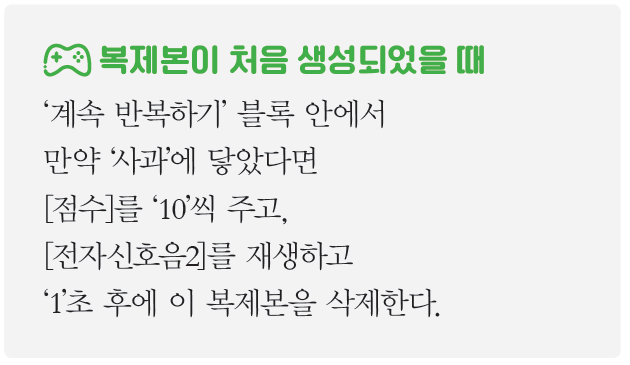 복제본이 처음 생성되었을 때
‘계속 반복하기’ 블록 안에서
만약 ‘사과’에 닿았다면
[점수]를 ‘10’씩 주고,
[전자신호음2]를 재생하고
‘1’초 후에 이 복제본을 삭제한다.